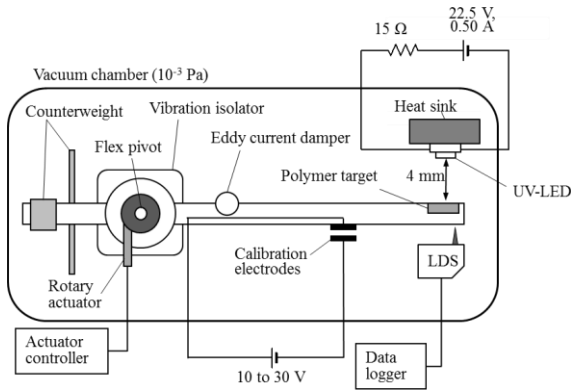 22.5 V,
0.50 A
15 Ω
Vacuum chamber (10⁻³ Pa)
Counterweight
Vibration isolator
Heat sink
Flex pivot
Eddy current damper
Polymer target
4 mm
UV-LED
Calibration
electrodes
LDS
Rotary
actuator
Actuator
controller
10 to 30 V
Data
logger